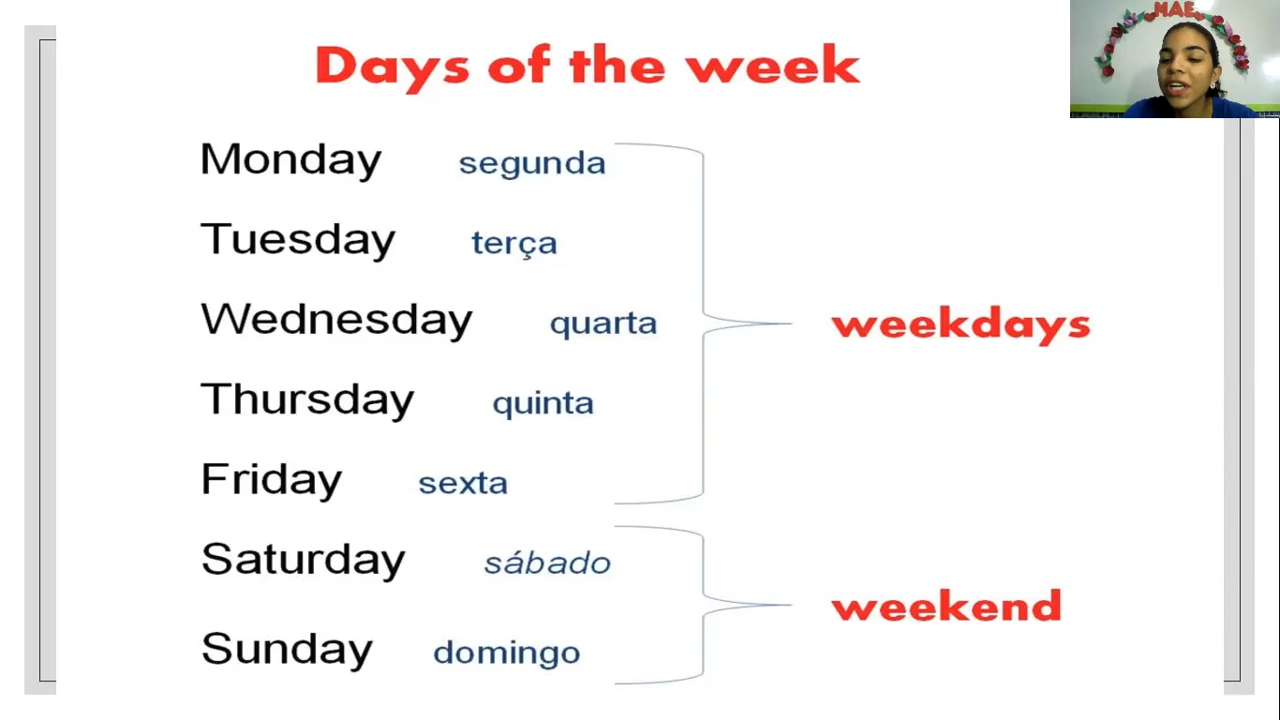 MAE
Days of the week
Monday segunda
Tuesday terça
Wednesday quarta
Thursday quinta
Friday sexta
weekdays
Saturday sábado
Sunday domingo
weekend